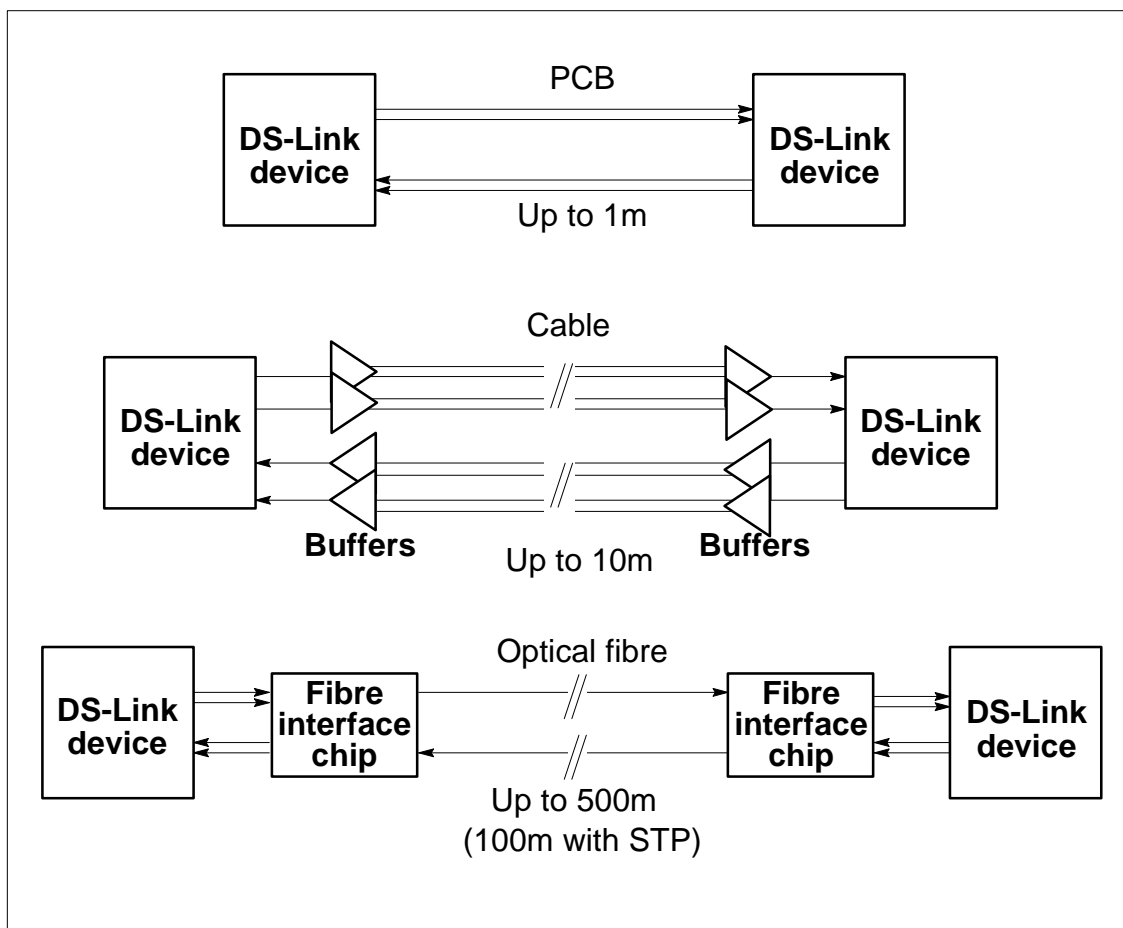 PCB
DS-Link
device
DS-Link
device
Up to 1m
Cable
DS-Link
device
DS-Link
device
Buffers
Buffers
Up to 10m
Optical fibre
DS-Link
device
Fibre
interface
chip
Fibre
interface
chip
DS-Link
device
Up to 500m
(100m with STP)